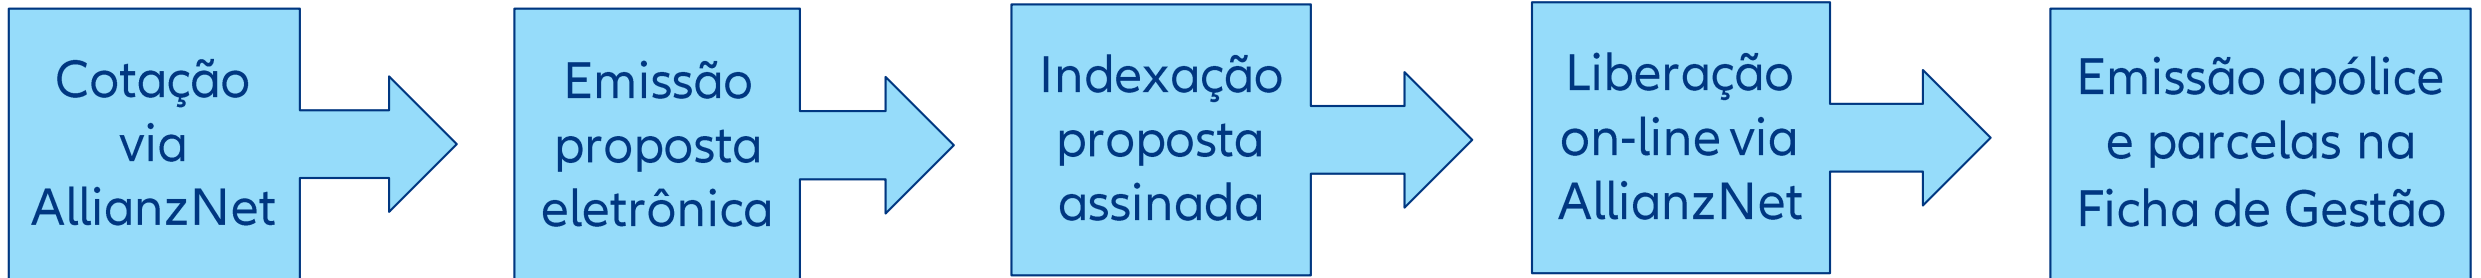 Cotação
via
AllianzNet
Emissão
proposta
eletrônica
Indexação
proposta
assinada
Liberação
on-line via
AllianzNet
Emissão apólice
e parcelas na
Ficha de Gestão